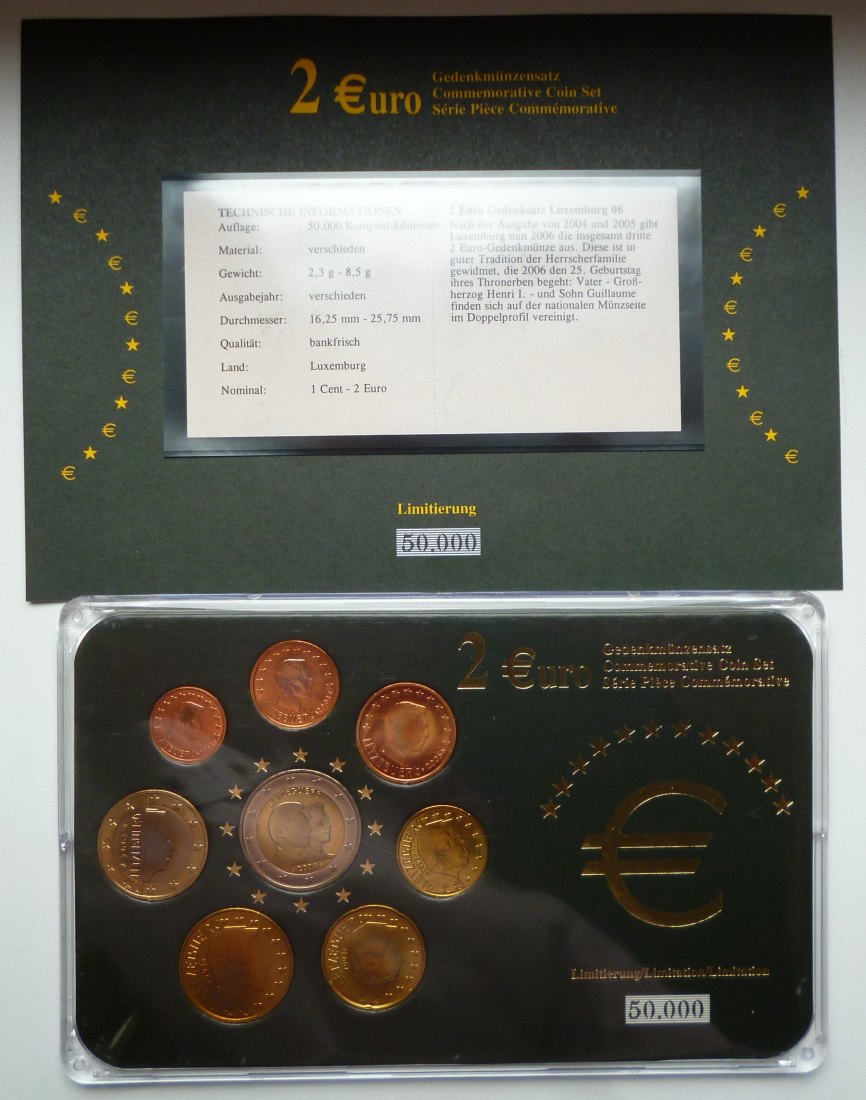 2 €uro
Gedenkmünzensatz
Commemorative Coin Set
Série Pièce Commémorative
TECHNISCHE INFORMATIONEN
Auflage: 50.000 Komplett-Editionen
Material: verschieden
Gewicht: 2,3 g - 8,5 g
Ausgabejahr: verschieden
Durchmesser: 16,25 mm - 25,75 mm
Qualität: bankfrisch
Land: Luxemburg
Nominal: 1 Cent - 2 Euro
2 Euro Gedenksatz Luxemburg 06
Nach der Ausgabe von 2004 und 2005 gibt
Luxemburg nun 2006 die insgesamt dritte
2 Euro-Gedenkmünze aus. Diese ist in
guter Tradition der Herrscherfamilie
gewidmet, die 2006 den 25. Geburtstag
ihres Thronerben begeht: Vater - Groß-
herzog Henri I. - und Sohn Guillaume
finden sich auf der nationalen Münzseite
im Doppelprofil vereinigt.
Limitierung
50.000
2 €uro
Gedenkmünzensatz
Commemorative Coin Set
Série Pièce Commémorative
€
Limitierung/Limitation/Limitation
50.000